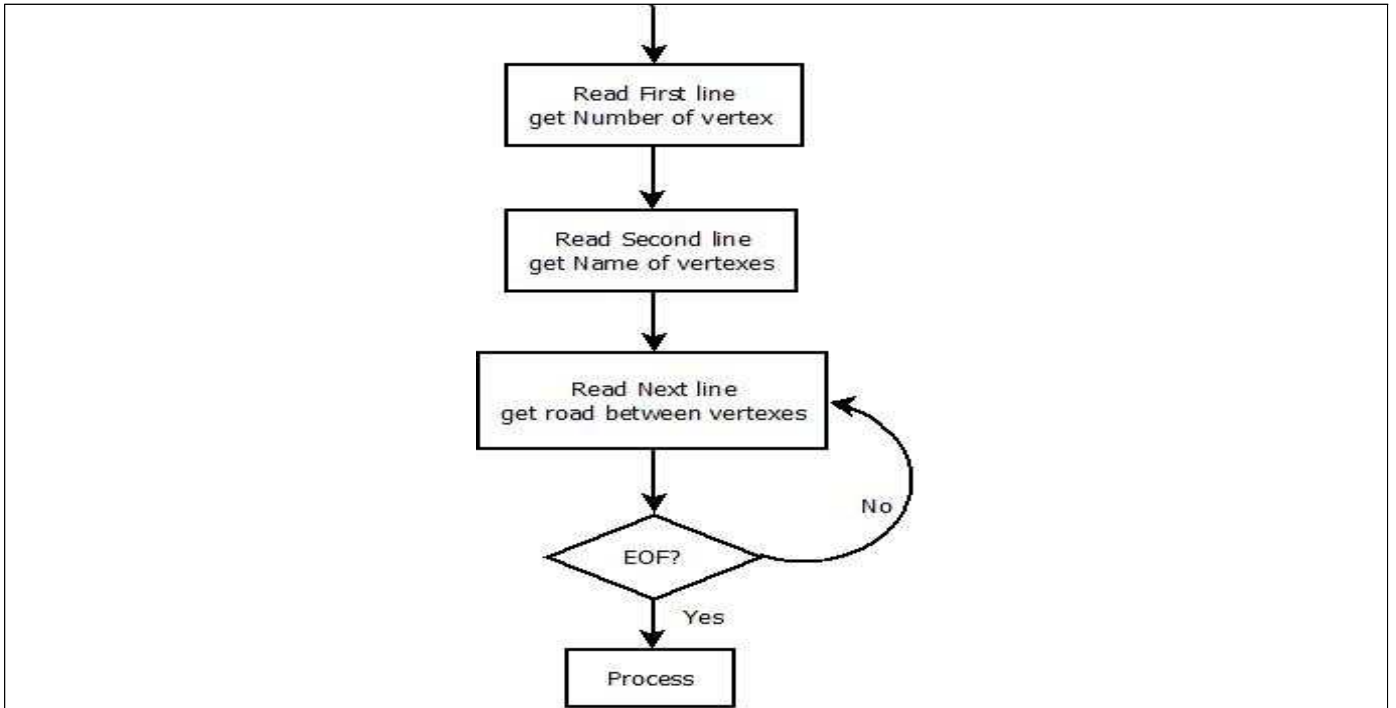 Read First line
get Number of vertex
Read Second line
get Name of vertexes
Read Next line
get road between vertexes
No
EOF?
Yes
Process